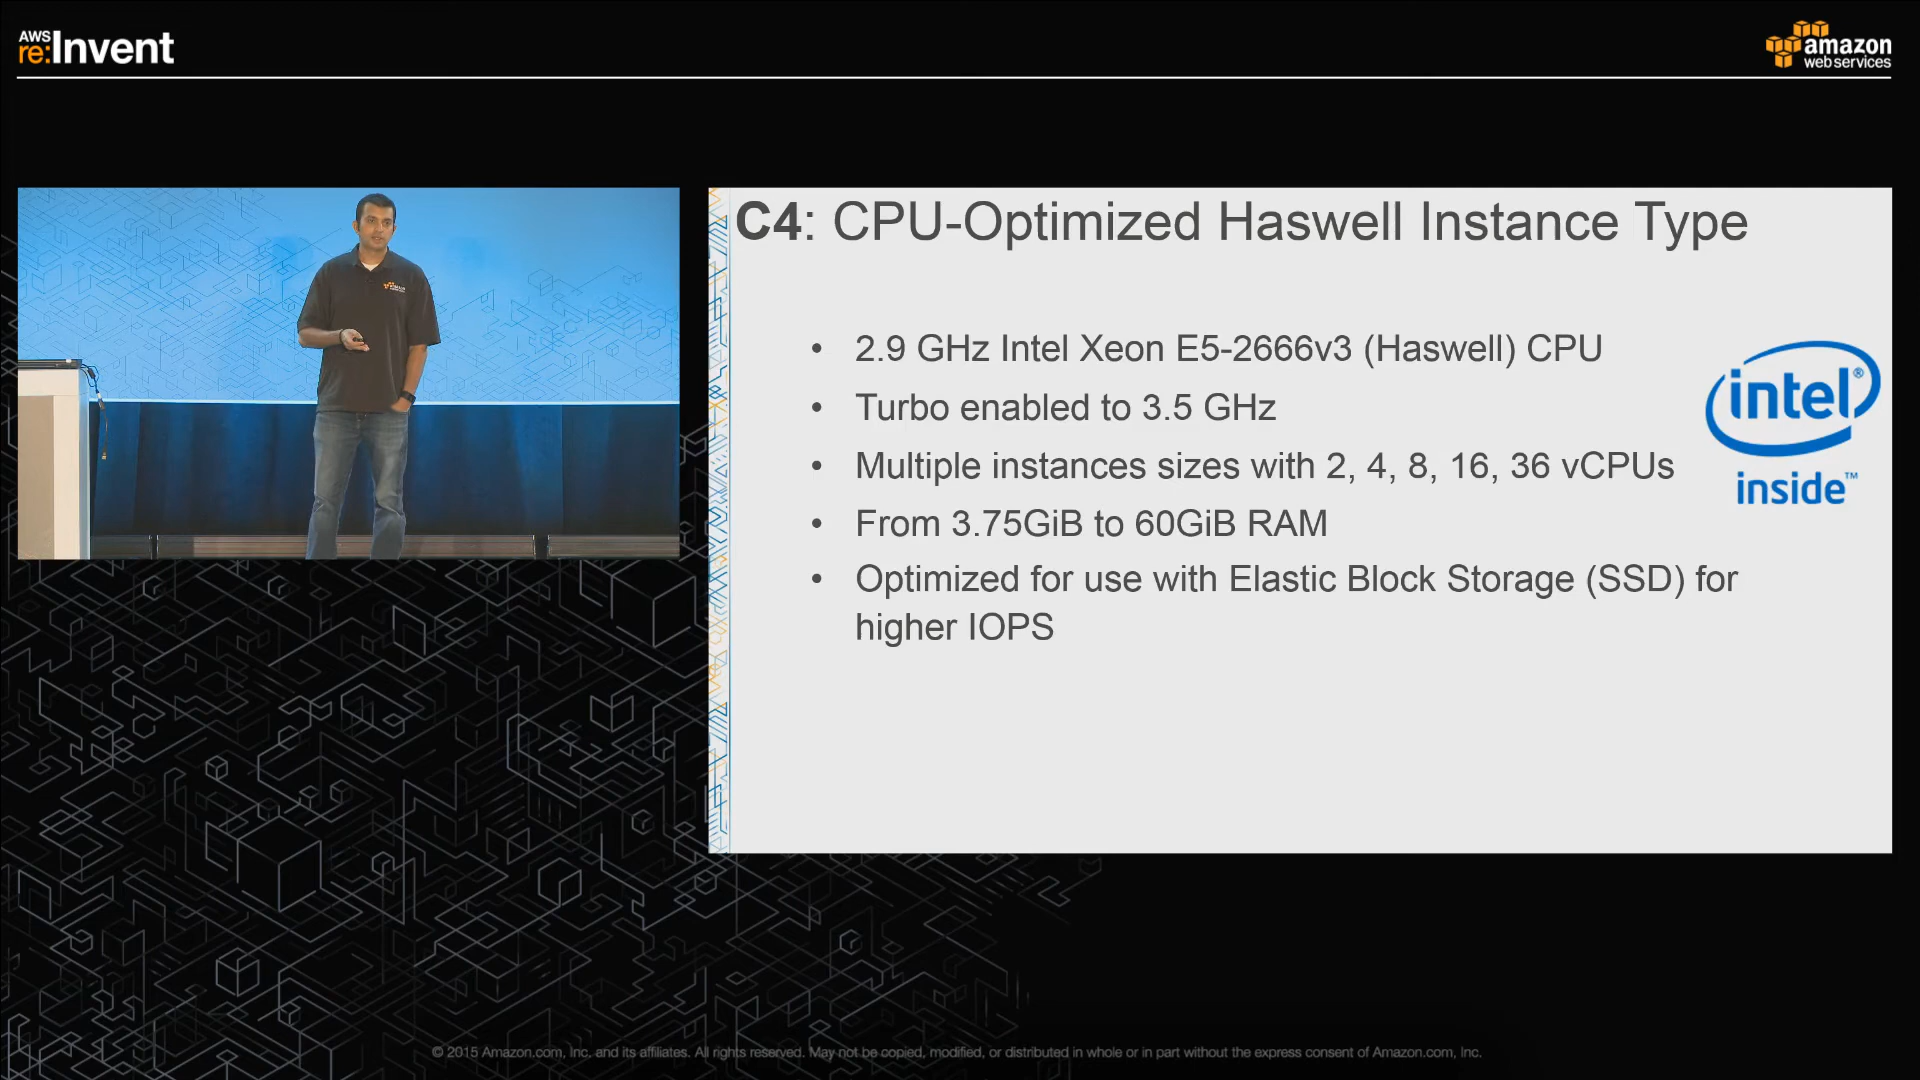 AWS
re:Invent
amazon
web services
C4: CPU-Optimized Haswell Instance Type
• 2.9 GHz Intel Xeon E5-2666v3 (Haswell) CPU
• Turbo enabled to 3.5 GHz
• Multiple instances sizes with 2, 4, 8, 16, 36 vCPUs
• From 3.75GiB to 60GiB RAM
• Optimized for use with Elastic Block Storage (SSD) for
higher IOPS
intel®
inside™
© 2015 Amazon.com, Inc. and its affiliates. All rights reserved. May not be copied, modified, or distributed in whole or in part without the express consent of Amazon.com, Inc.